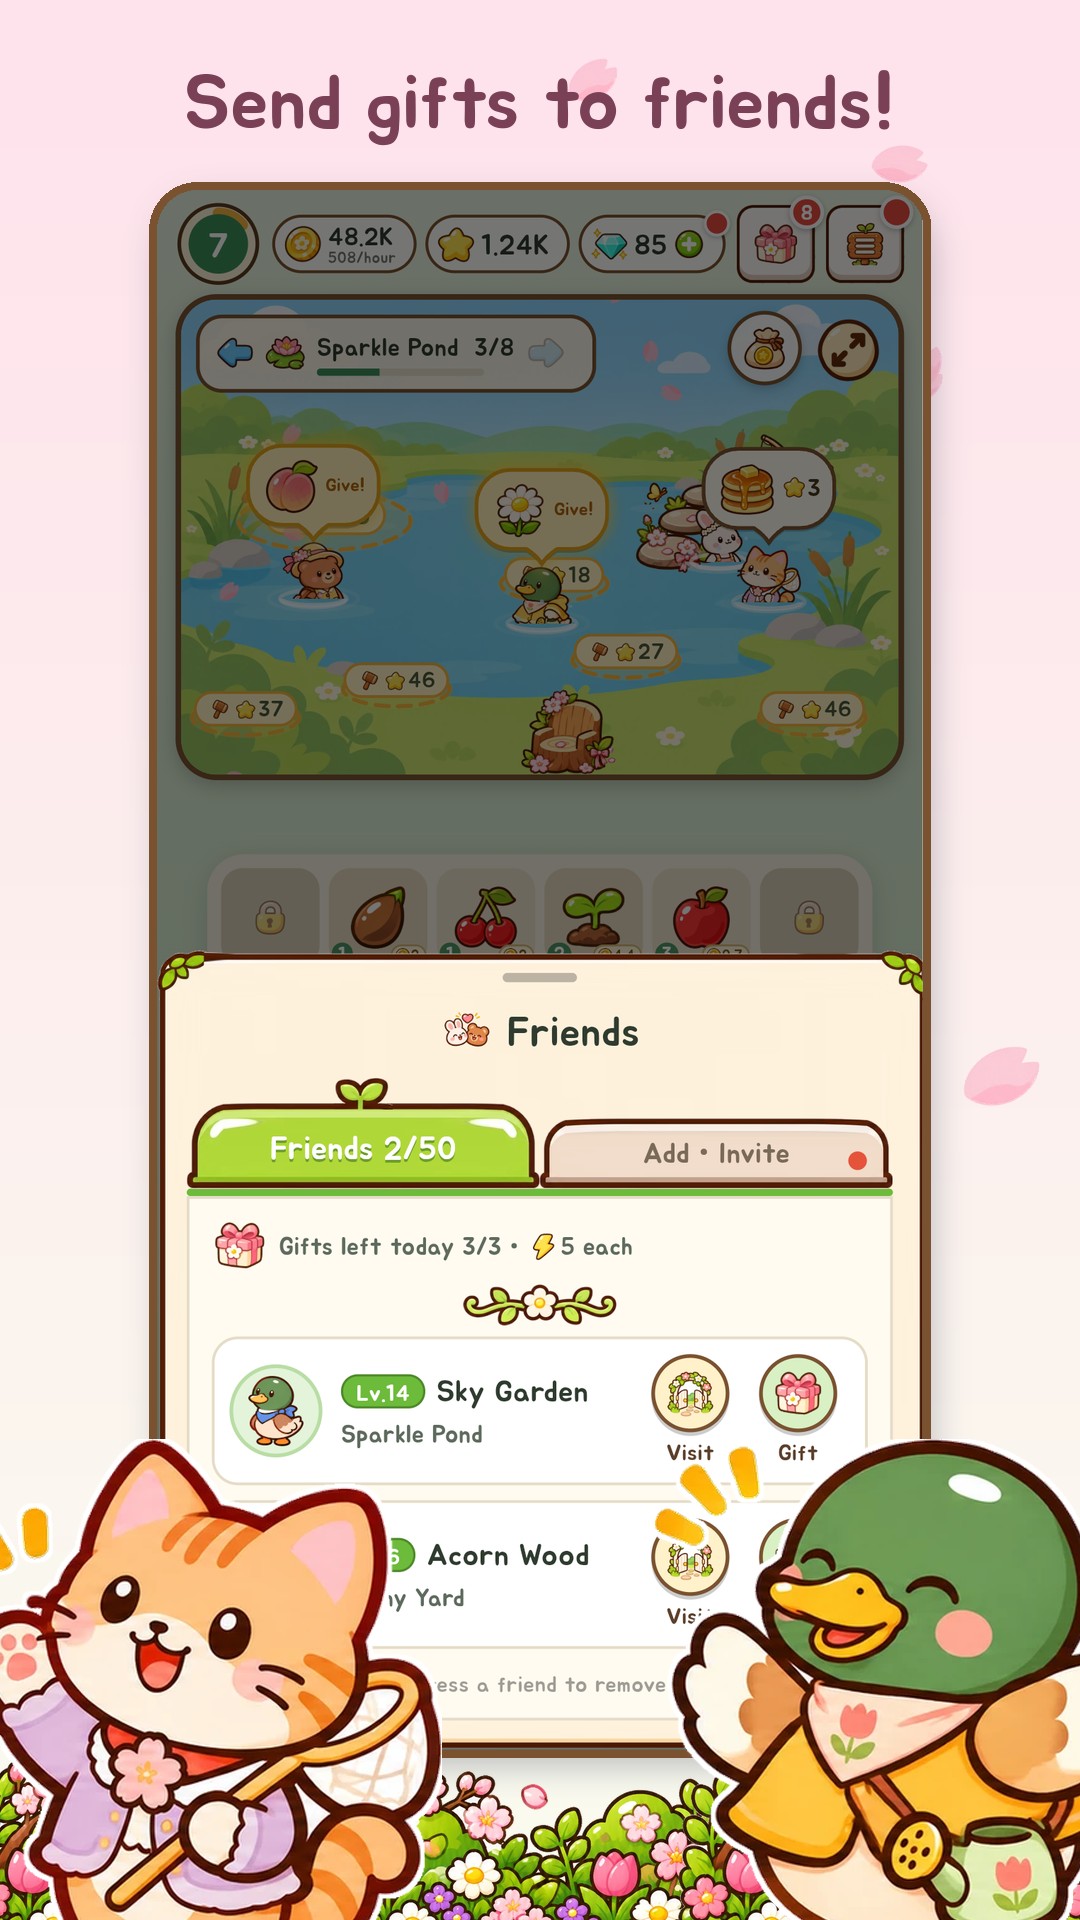 Send gifts to friends!
7
48.2K
508/hour
1.24K
85
8
Sparkle Pond 3/8
Give!
Give!
3
18
27
46
37
46
Friends
Friends 2/50
Add • Invite
Gifts left today 3/3 • 5 each
Lv.14 Sky Garden
Sparkle Pond
Visit
Gift
Acorn Wood
Yard
a friend to remove